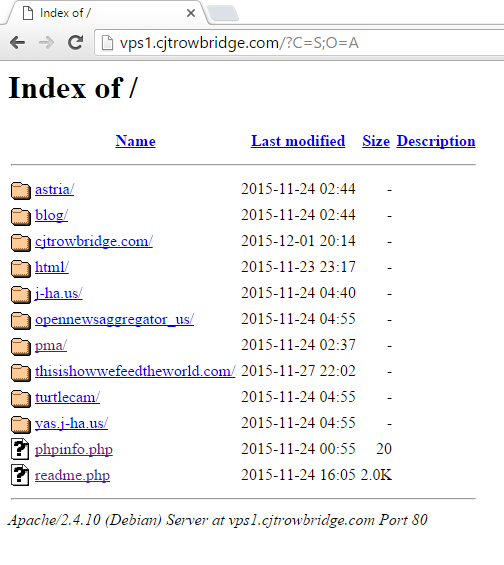 Index of /
vps1.cjtrowbridge.com/?C=S;O=A
Index of /
Name Last modified Size Description
astria/ 2015-11-24 02:44 -
blog/ 2015-11-24 02:44 -
cjtrowbridge.com/ 2015-12-01 20:14 -
html/ 2015-11-23 23:17 -
j-ha.us/ 2015-11-24 04:40 -
opennewsaggregator_us/ 2015-11-24 04:55 -
pma/ 2015-11-24 02:37 -
thisishowwefeedtheworld.com/ 2015-11-27 22:02 -
turtlecam/ 2015-11-24 04:55 -
yas.j-ha.us/ 2015-11-24 04:55 -
phpinfo.php 2015-11-24 00:55 20
readme.php 2015-11-24 16:05 2.0K
Apache/2.4.10 (Debian) Server at vps1.cjtrowbridge.com Port 80